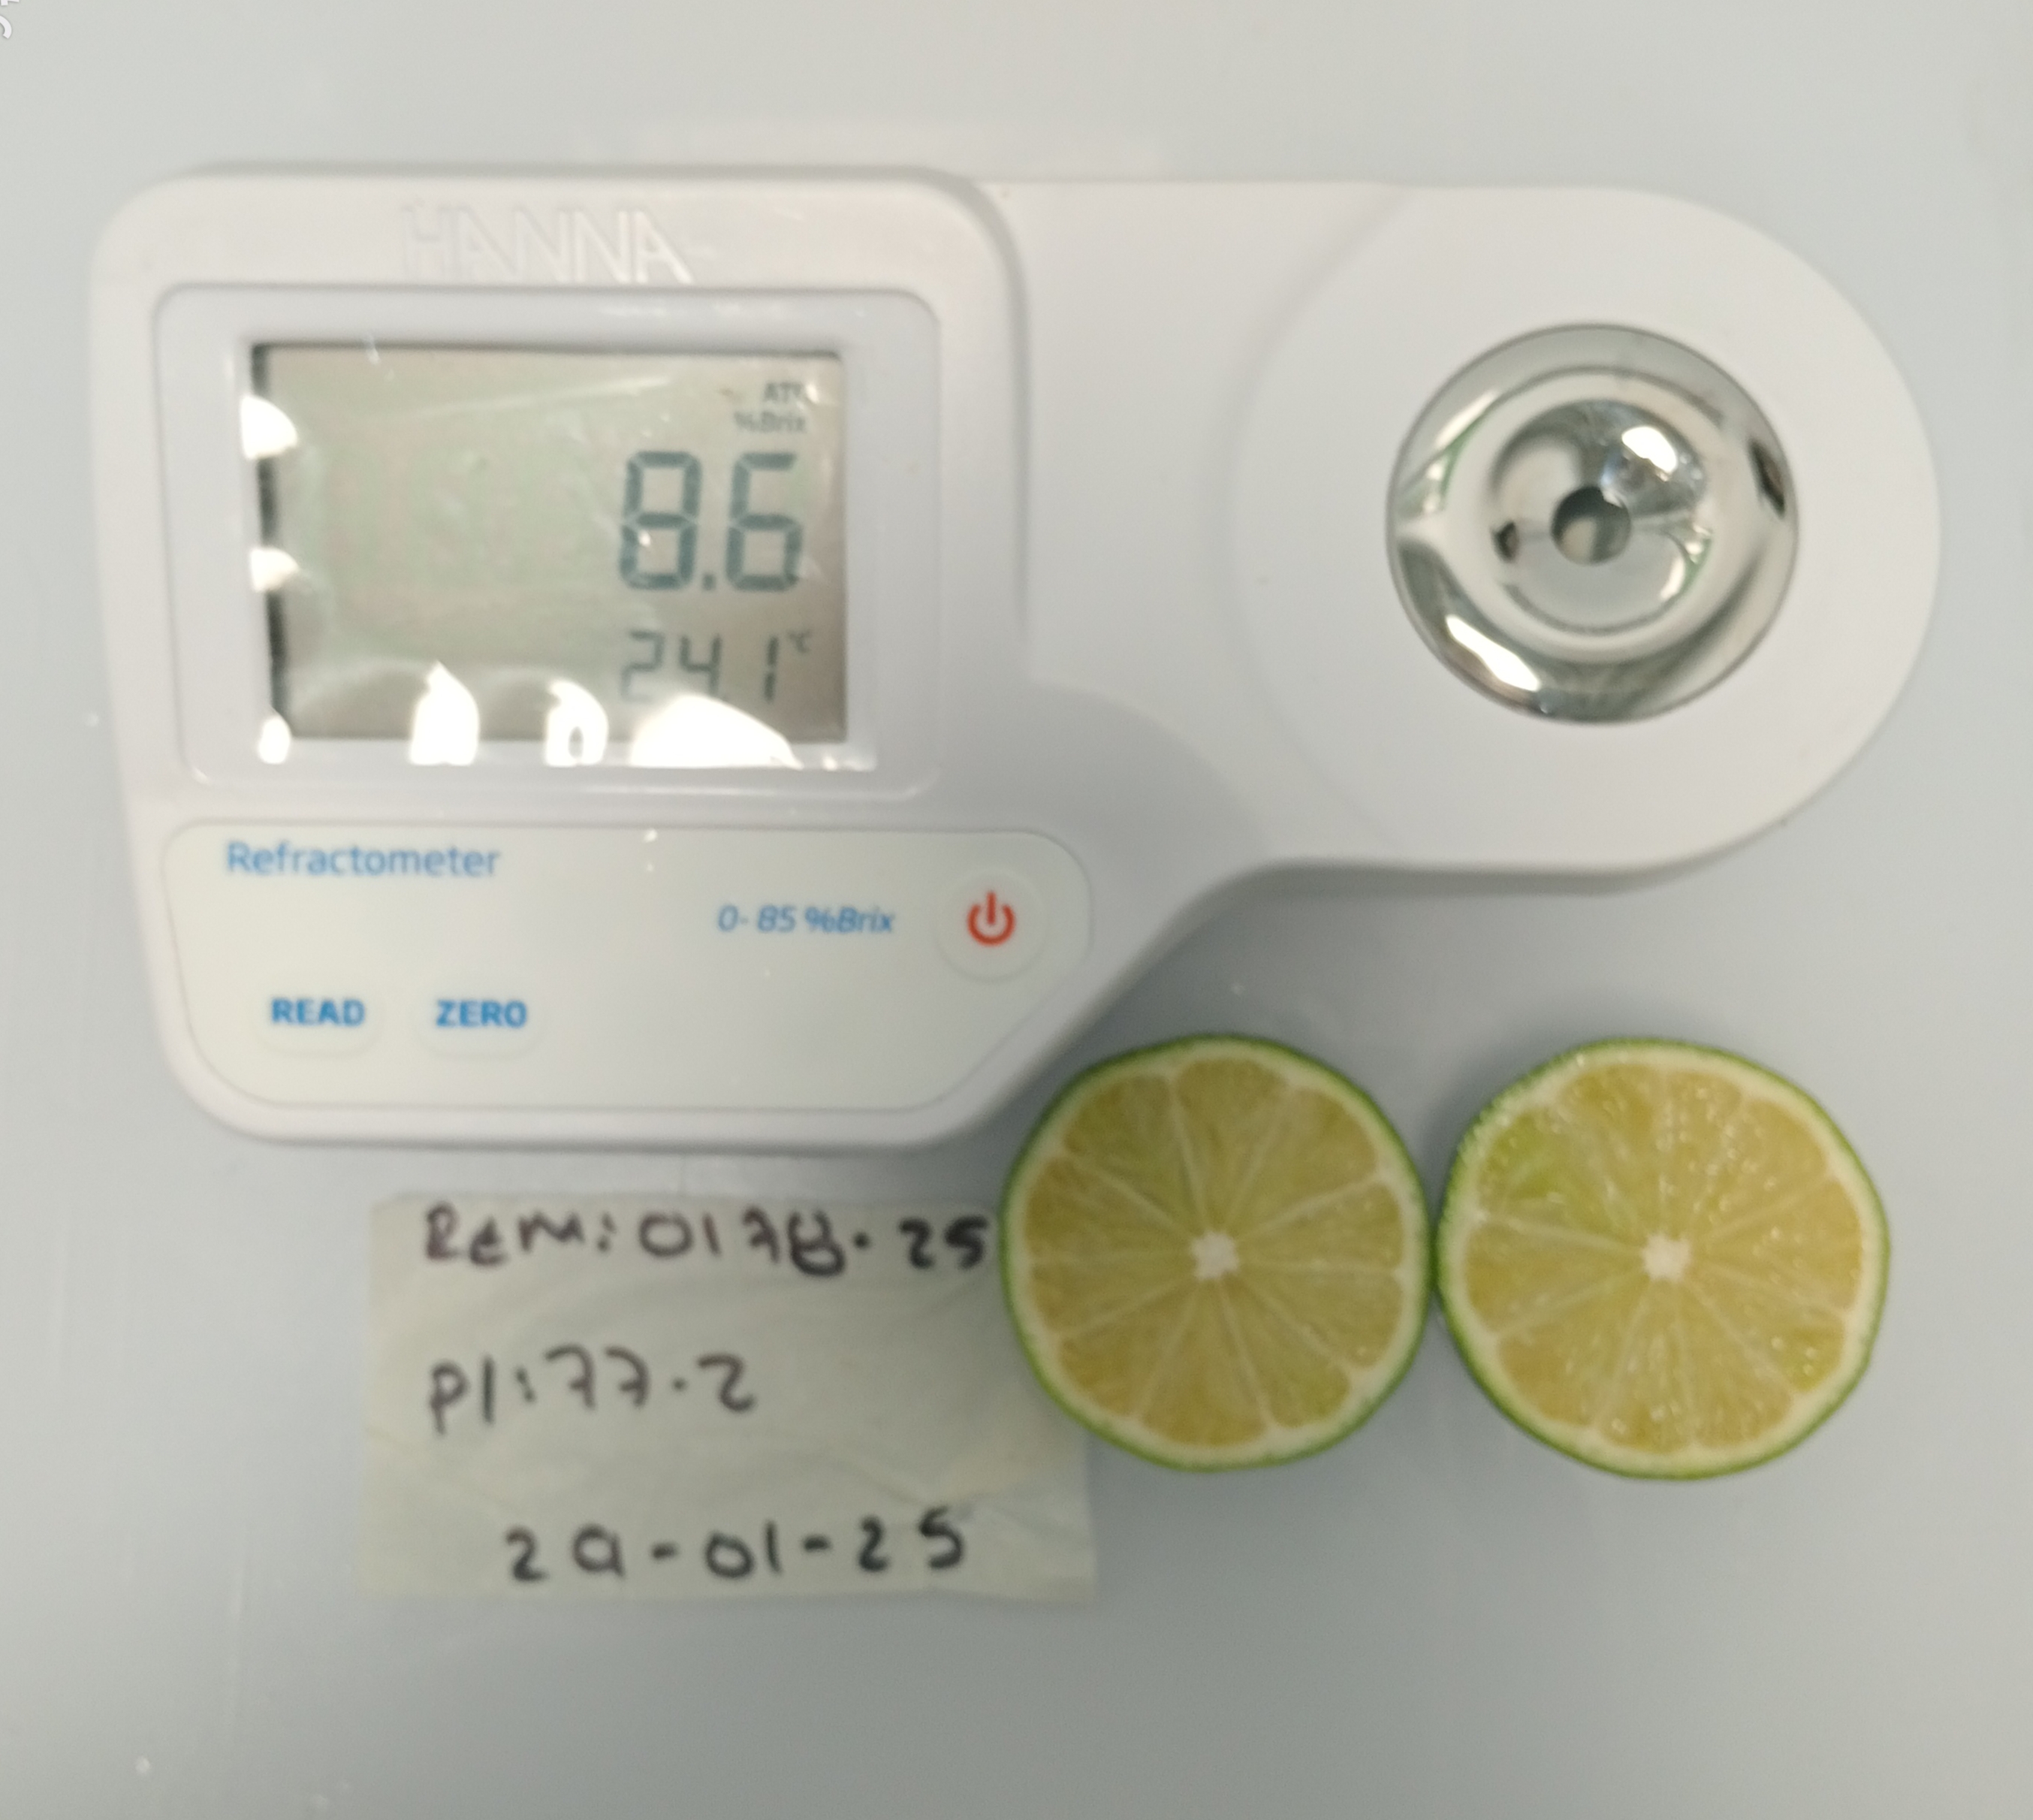 HANNA
ATC
%Brix
8.6
24.1°C
Refractometer
0-85 %Brix
READ ZERO
Rem: 0178.25
Pl: 77.2
29-01-25